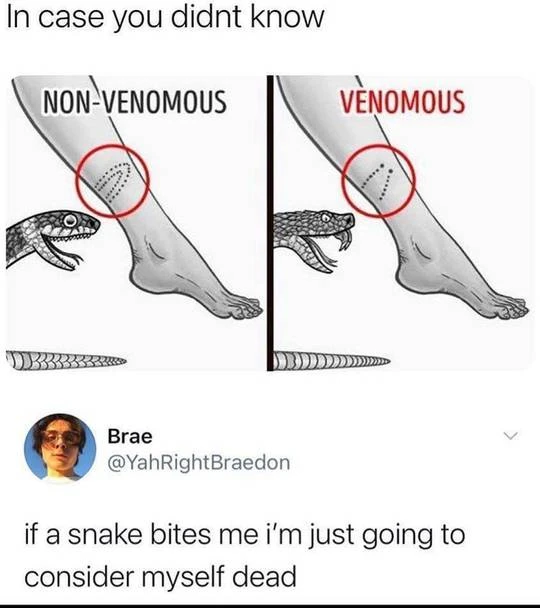 In case you didnt know
NON-VENOMOUS
VENOMOUS
Brae
@YahRightBraedon
if a snake bites me i'm just going to
consider myself dead